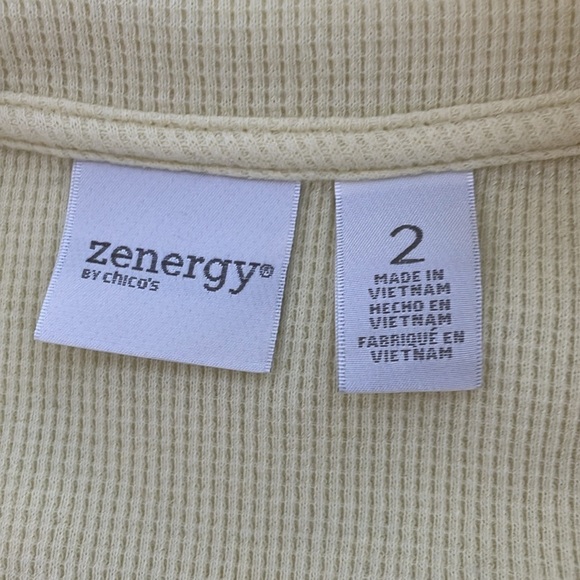 zenergy®
BY chico's
2
MADE IN
VIETNAM
HECHO EN
VIETNAM
FABRIQUÉ EN
VIETNAM